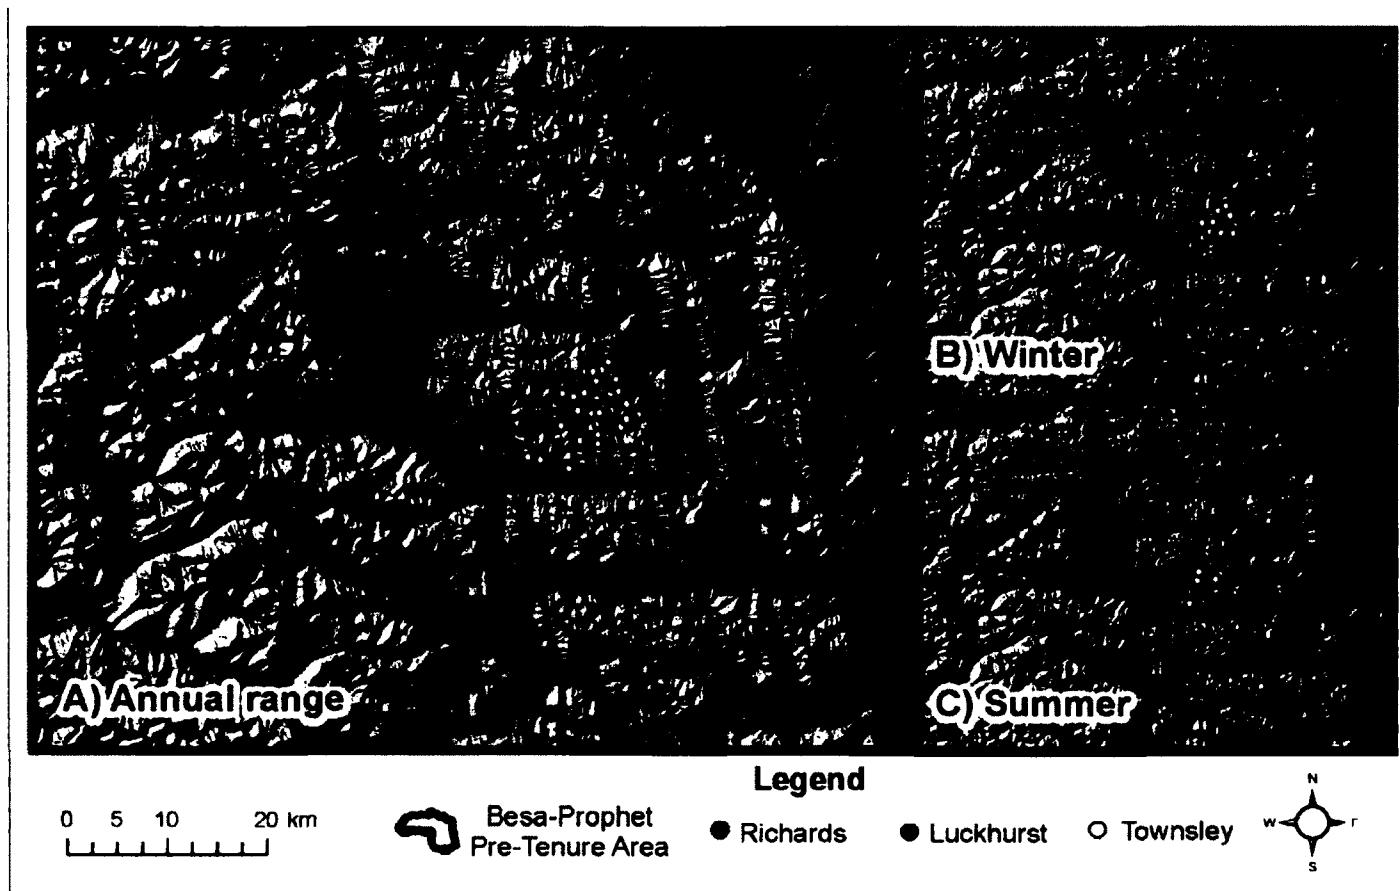 B) Winter
A) Annual range
C) Summer
Legend
0 5 10 20 km
Besa-Prophet
Pre-Tenure Area
Richards
Luckhurst
Townsley
N
W
S